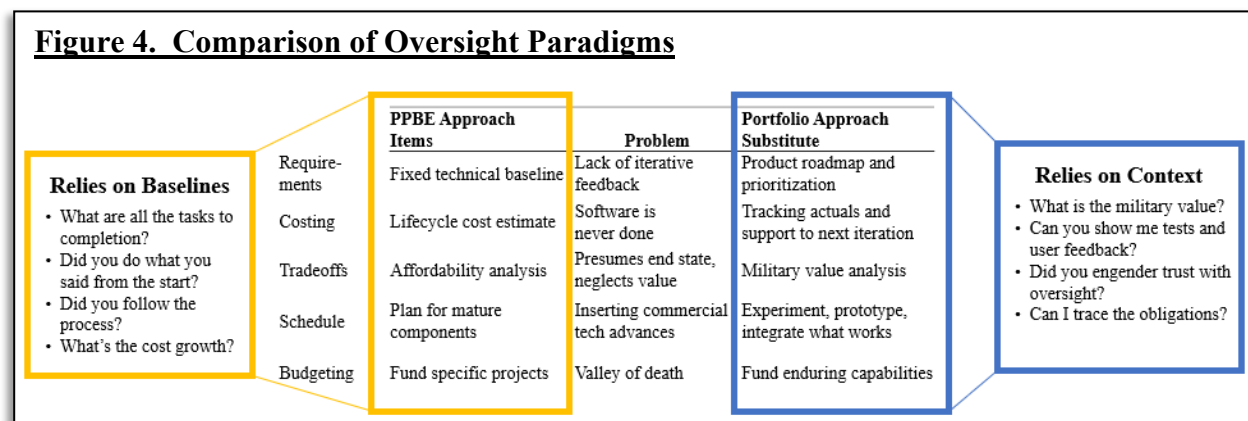 Figure 4.  Comparison of Oversight Paradigms
Relies on Baselines
• What are all the tasks to
completion?
• Did you do what you
said from the start?
• Did you follow the
process?
• What's the cost growth?
PPBE Approach
Items
Problem
Portfolio Approach
Substitute
Require-
ments
Fixed technical baseline
Lack of iterative
feedback
Product roadmap and
prioritization
Costing
Lifecycle cost estimate
Software is
never done
Tracking actuals and
support to next iteration
Tradeoffs
Affordability analysis
Presumes end state,
neglects value
Military value analysis
Schedule
Plan for mature
components
Inserting commercial
tech advances
Experiment, prototype,
integrate what works
Budgeting
Fund specific projects
Valley of death
Fund enduring capabilities
Relies on Context
• What is the military value?
• Can you show me tests and
user feedback?
• Did you engender trust with
oversight?
• Can I trace the obligations?